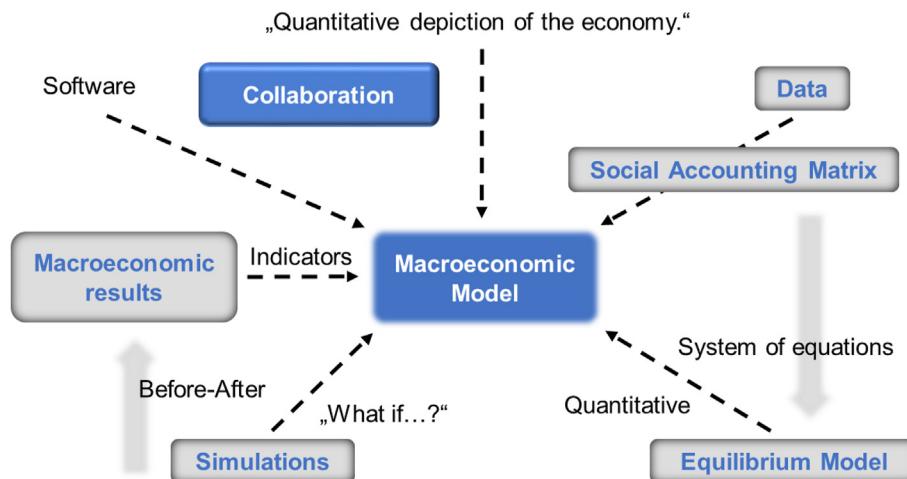 „Quantitative depiction of the economy.“
Software
Collaboration
Data
Social Accounting Matrix
Macroeconomic
results
Indicators
Macroeconomic
Model
System of equations
Before-After
„What if…?“
Quantitative
Simulations
Equilibrium Model